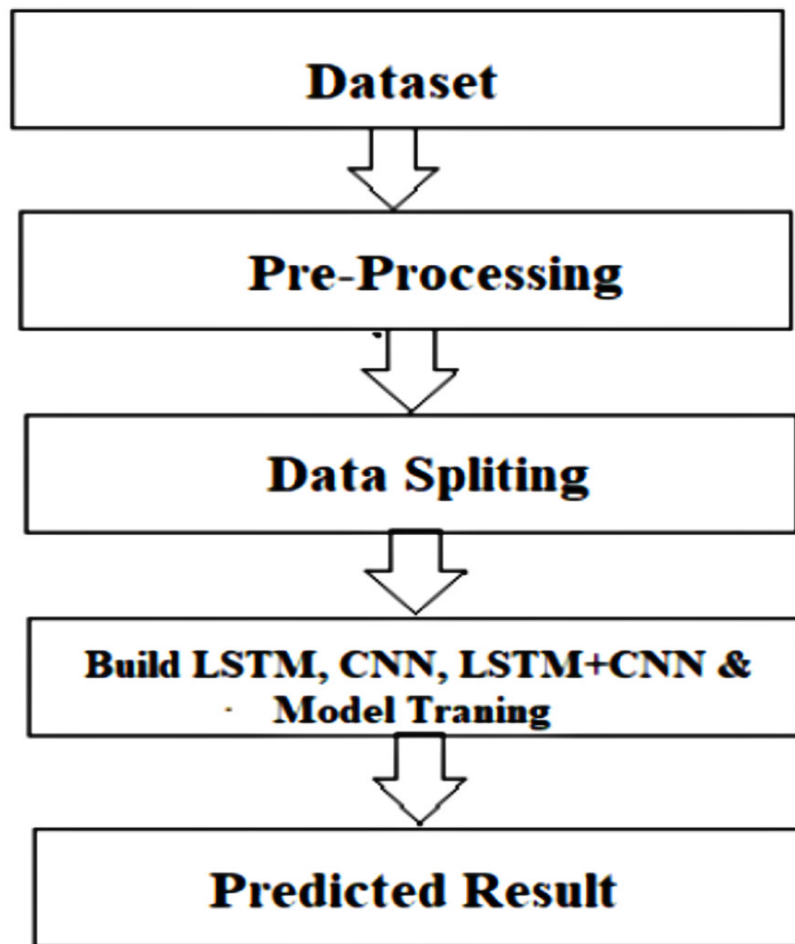 Dataset
Pre-Processing
Data Spliting
Build LSTM, CNN, LSTM+CNN &
Model Traning
Predicted Result